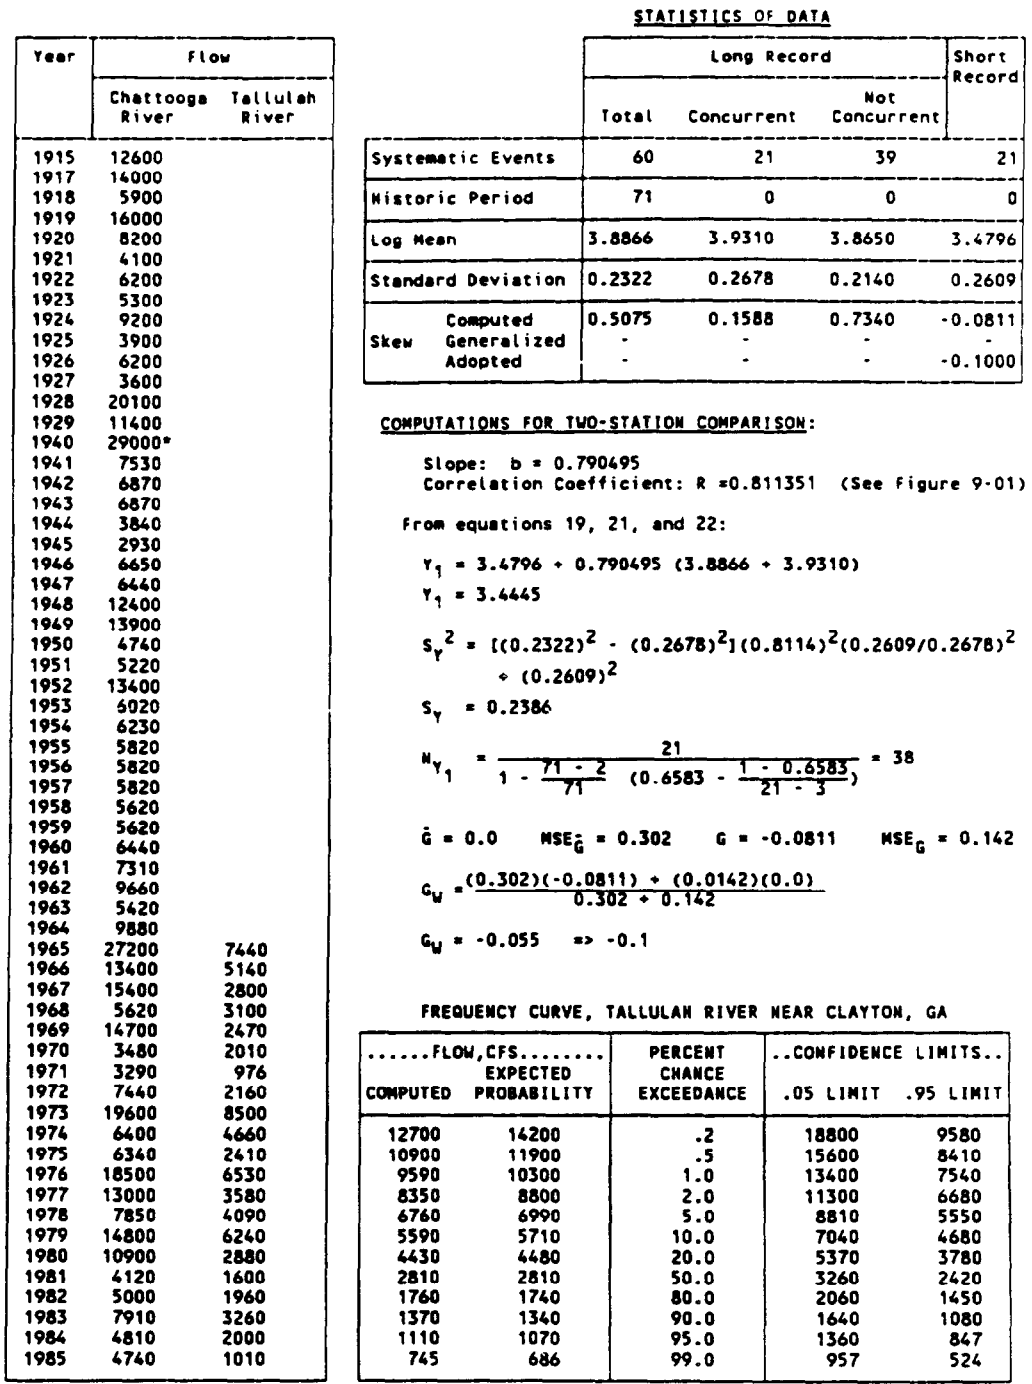 STATISTICS OF DATA
Year Flow
Chattooga River Tallulah River
1915 12600
1917 14000
1918 5900
1919 16000
1920 8200
1921 4100
1922 6200
1923 5300
1924 9200
1925 3900
1926 6200
1927 3600
1928 20100
1929 11400
1940 29000*
1941 7530
1942 6870
1943 6870
1944 3840
1945 2930
1946 6650
1947 6440
1948 12400
1949 13900
1950 4740
1951 5220
1952 13400
1953 6020
1954 6230
1955 5820
1956 5820
1957 5820
1958 5620
1959 5620
1960 6440
1961 7310
1962 9660
1963 5420
1964 9880
1965 27200 7440
1966 13400 5140
1967 15400 2800
1968 5620 3100
1969 14700 2470
1970 3480 2010
1971 3290 976
1972 7440 2160
1973 19600 8500
1974 6400 4660
1975 6340 2410
1976 18500 6530
1977 13000 3580
1978 7850 4090
1979 14800 6240
1980 10900 2880
1981 4120 1600
1982 5000 1960
1983 7910 3260
1984 4810 2000
1985 4740 1010
Long Record Short Record
Total Concurrent Not Concurrent
Systematic Events 60 21 39 21
Historic Period 71 0 0 0
Log Mean 3.8866 3.9310 3.8650 3.4796
Standard Deviation 0.2322 0.2678 0.2140 0.2609
Skew Computed 0.5075 0.1588 0.7340 -0.0811
Generalized - - - -
Adopted - - - -0.1000
COMPUTATIONS FOR TWO-STATION COMPARISON:
Slope: b = 0.790495
Correlation Coefficient: R =0.811351 (See Figure 9-01)
From equations 19, 21, and 22:
Y1 = 3.4796 + 0.790495 (3.8866 + 3.9310)
Y1 = 3.4445
SY2 = [(0.2322)2 - (0.2678)2](0.8114)2(0.2609/0.2678)2
+ (0.2609)2
SY = 0.2386
NY1 = 21 / 1 - 71 - 2 / 71 (0.6583 - 1 - 0.6583 / 21 - 3) = 38
Ḡ = 0.0 MSEḠ = 0.302 G = -0.0811 MSEG = 0.142
GW = (0.302)(-0.0811) + (0.0142)(0.0) / 0.302 + 0.142
GW = -0.055 => -0.1
FREQUENCY CURVE, TALLULAH RIVER NEAR CLAYTON, GA
......FLOW,CFS........ PERCENT CHANCE EXCEEDANCE ..CONFIDENCE LIMITS..
COMPUTED EXPECTED PROBABILITY .05 LIMIT .95 LIMIT
12700 14200 .2 18800 9580
10900 11900 .5 15600 8410
9590 10300 1.0 13400 7540
8350 8800 2.0 11300 6680
6760 6990 5.0 8810 5550
5590 5710 10.0 7040 4680
4430 4480 20.0 5370 3780
2810 2810 50.0 3260 2420
1760 1740 80.0 2060 1450
1370 1340 90.0 1640 1080
1110 1070 95.0 1360 847
745 686 99.0 957 524